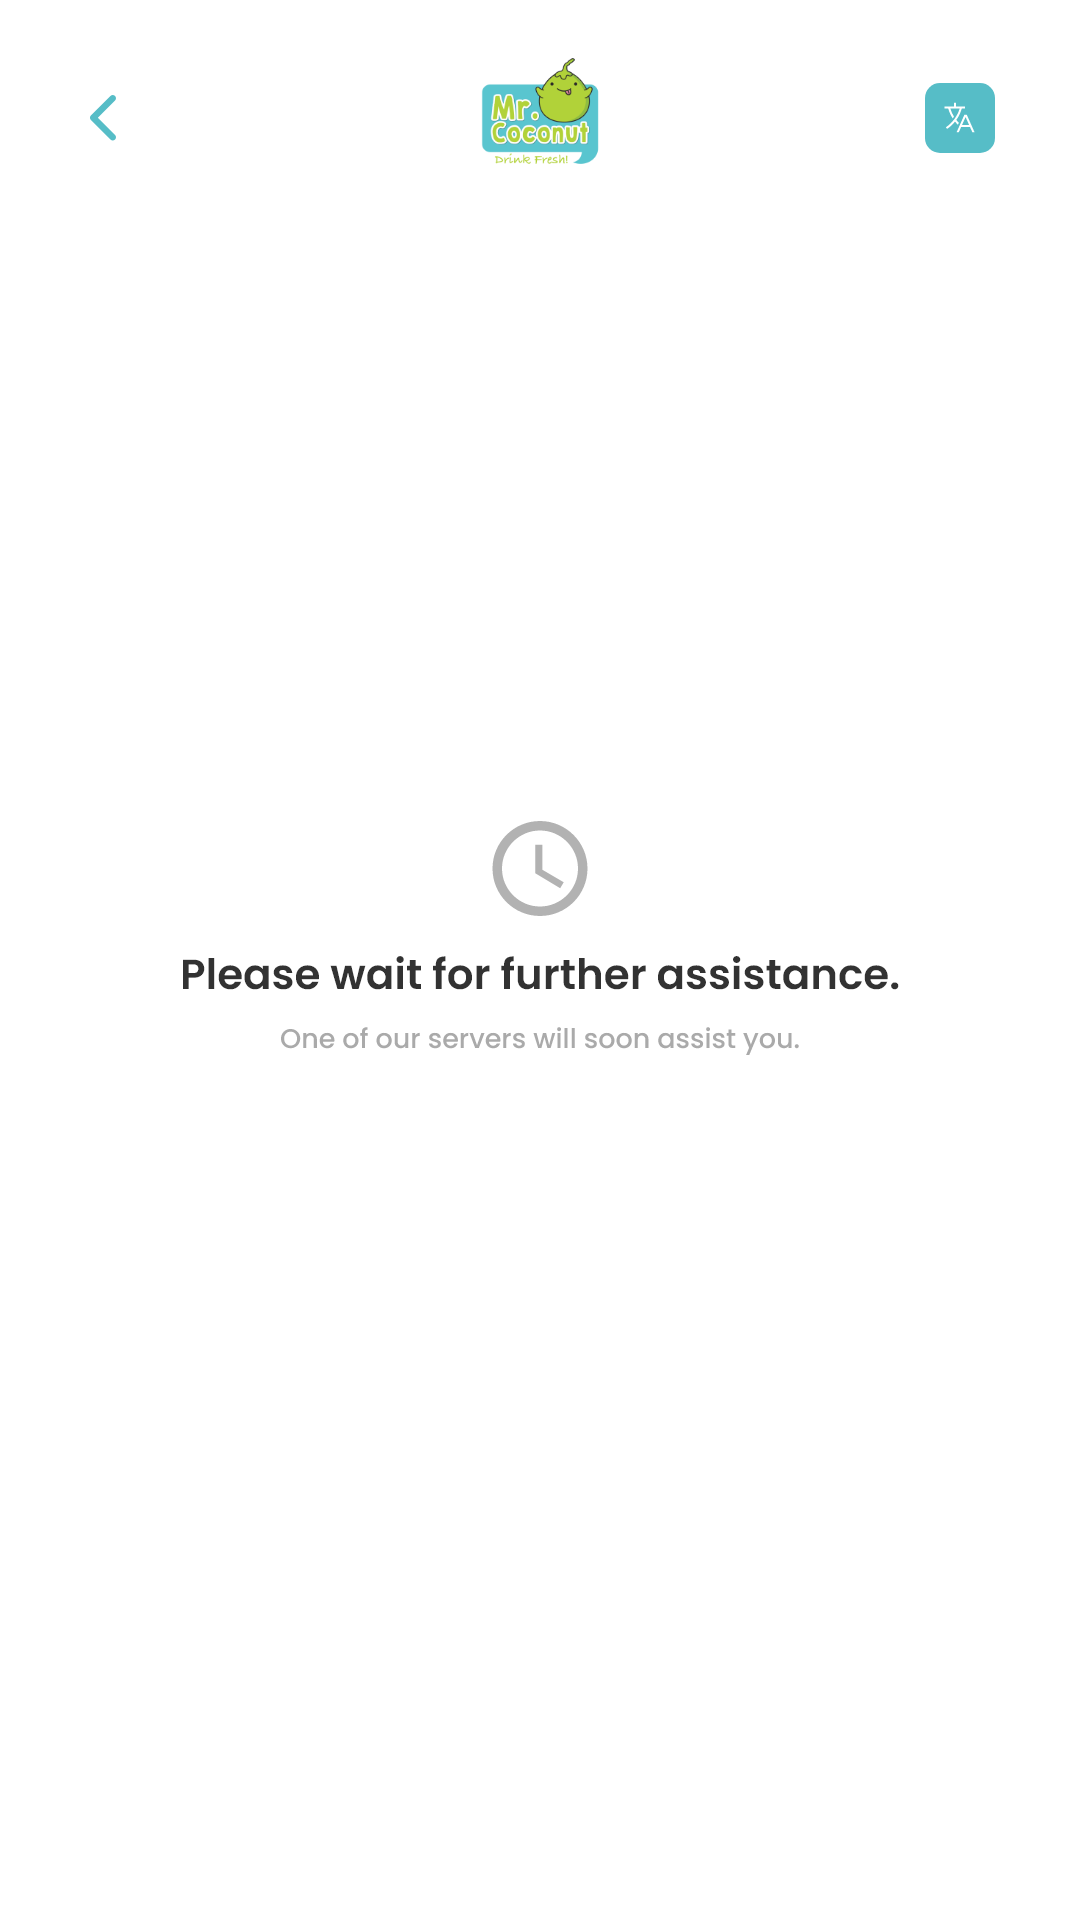 Mr.
Coconut
Drink Fresh!
Please wait for further assistance.
One of our servers will soon assist you.